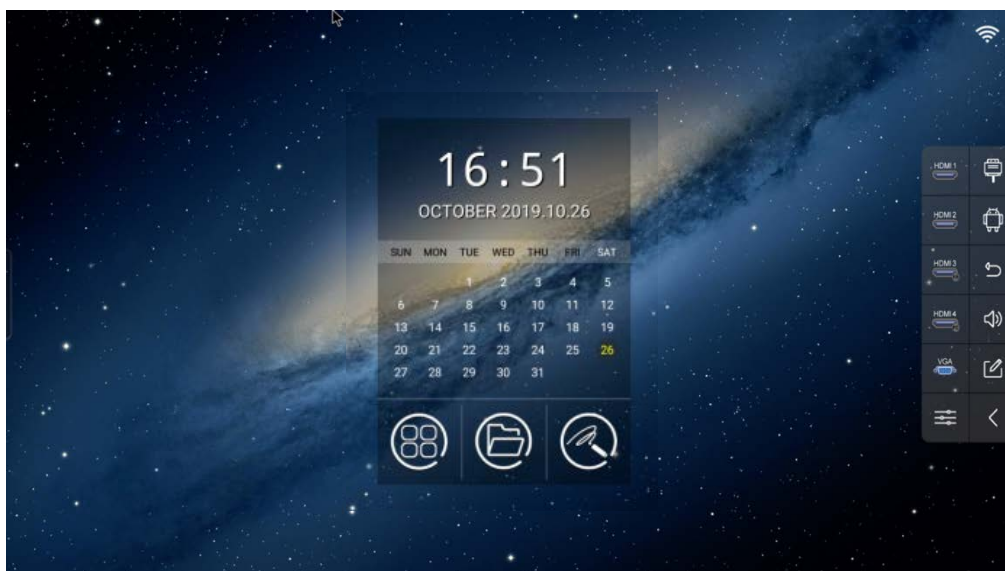 16:51
OCTOBER 2019.10.26
SUN MON TUE WED THU FRI SAT
1 2 3 4 5
6 7 8 9 10 11 12
13 14 15 16 17 18 19
20 21 22 23 24 25 26
27 28 29 30 31
HDMI 1
HDMI 2
HDMI 3
HDMI 4
VGA